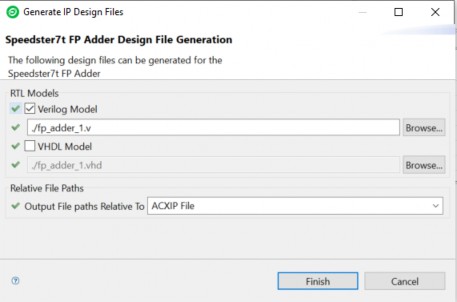 Generate IP Design Files
Speedster7t FP Adder Design File Generation
The following design files can be generated for the
Speedster7t FP Adder
RTL Models
Verilog Model
./fp_adder_1.v
Browse...
VHDL Model
./fp_adder_1.vhd
Browse...
Relative File Paths
Output File paths Relative To ACXIP File
Finish
Cancel